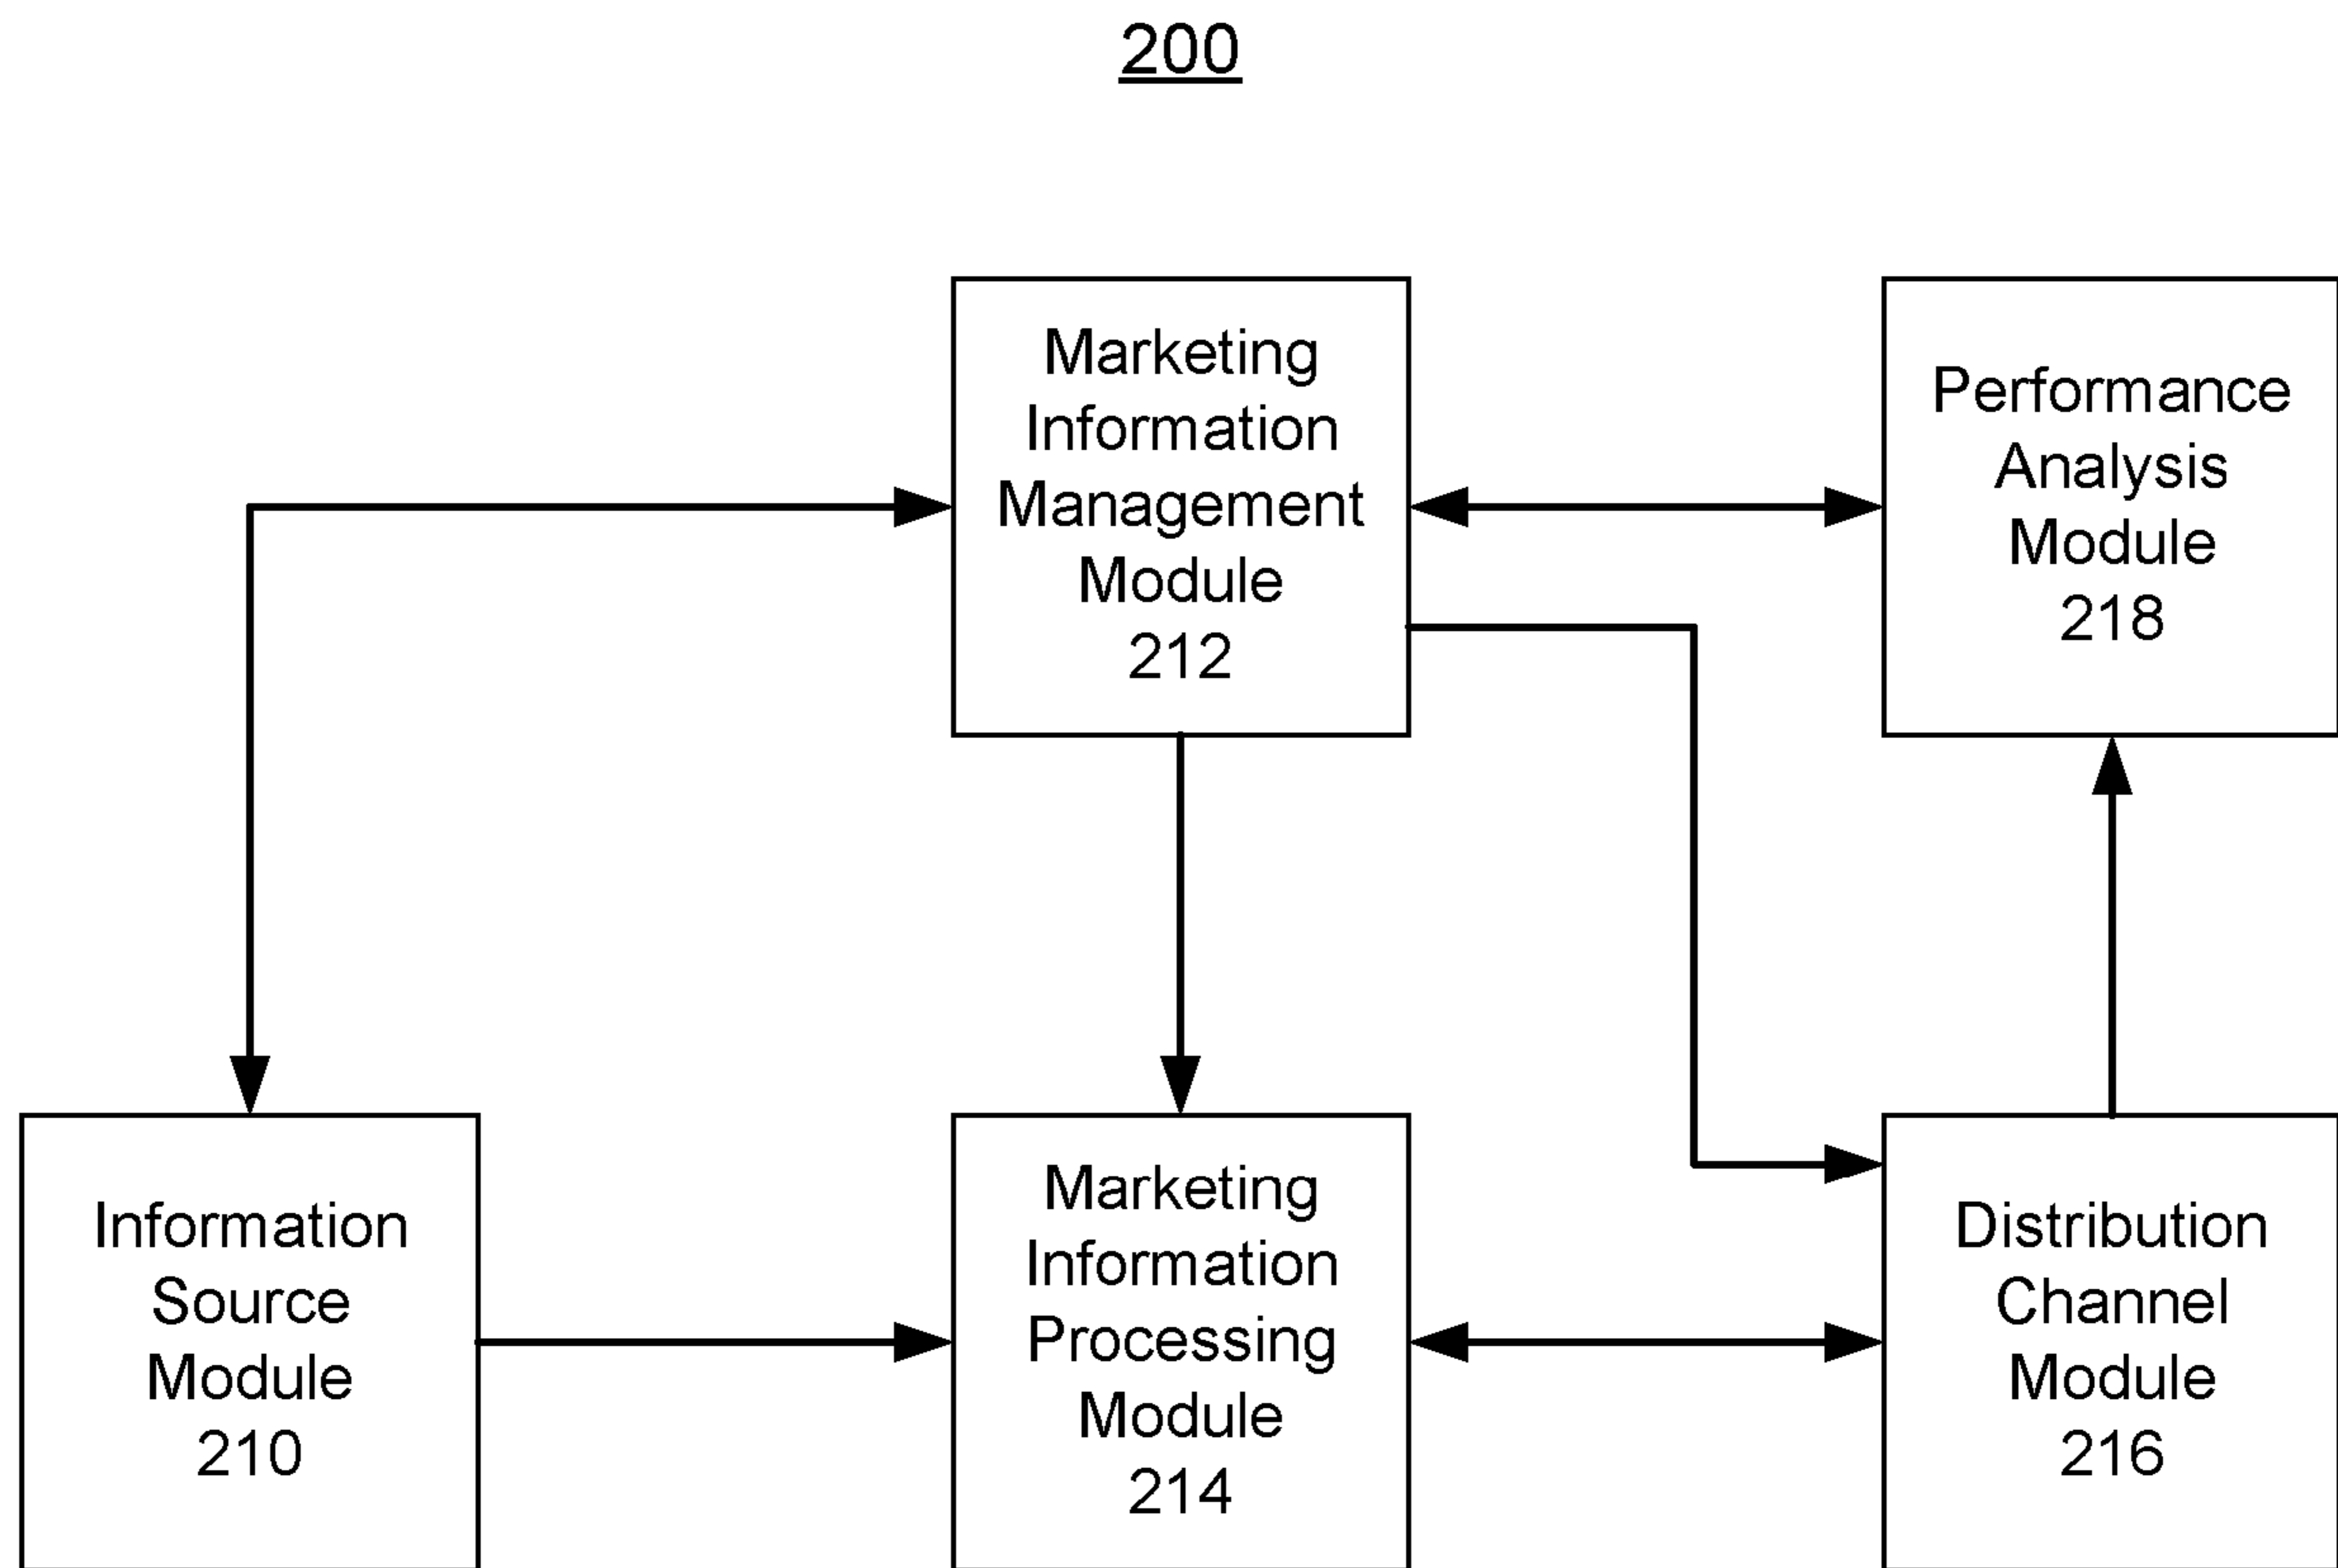 200
Marketing
Information
Management
Module
212
Performance
Analysis
Module
218
Information
Source
Module
210
Marketing
Information
Processing
Module
214
Distribution
Channel
Module
216